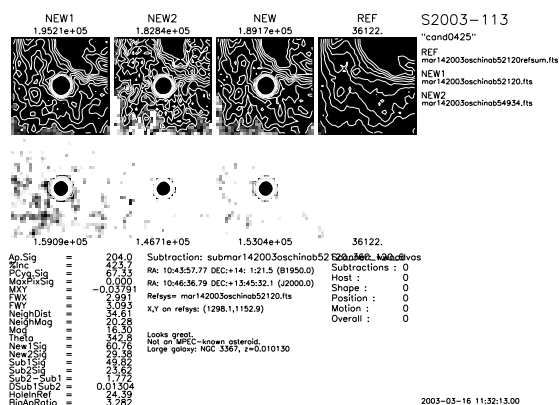 NEW1 NEW2 NEW REF S2003-113
1.9521e+05 1.8284e+05 1.8917e+05 36122.
"cand0425"
REF
mar142003oschinab52120refsum.fts
NEW1
mar142003oschinab52120.fts
NEW2
mar142003oschinab54934.fts
1.5909e+05 1.4671e+05 1.5304e+05 36122.
Ap.Sig = 204.0
%Inc = 423.7
PCyg.Sig = 67.33
MaxPixSig = 0.000
MXY = -0.03791
FWX = 2.991
FWY = 3.093
NeighDist = 34.61
NeighMag = 20.28
Mag = 16.30
Theta = 342.8
New1Sig = 60.76
New2Sig = 29.38
Sub1Sig = 49.82
Sub2Sig = 23.62
Sub2-Sub1 = 1.772
DSub1Sub2 = 0.01304
HoleInRef = 24.39
BigApRatio = 3.282
Subtraction: submar142003oschinab52120
RA: 10:43:57.77 DEC:+14: 1:21.5 (B1950.0)
RA: 10:46:36.79 DEC:+13:45:32.1 (J2000.0)
Refsys= mar142003oschinab52120.fts
X,Y on refsys: (1298.1,1152.9)
Looks great.
Not an MPEC-known asteroid.
Large galaxy: NGC 3367, z=0.010130
Subtractions : 0
Host : 0
Shape : 0
Position : 0
Motion : 0
Overall : 0
2003-03-16 11:32:13.00